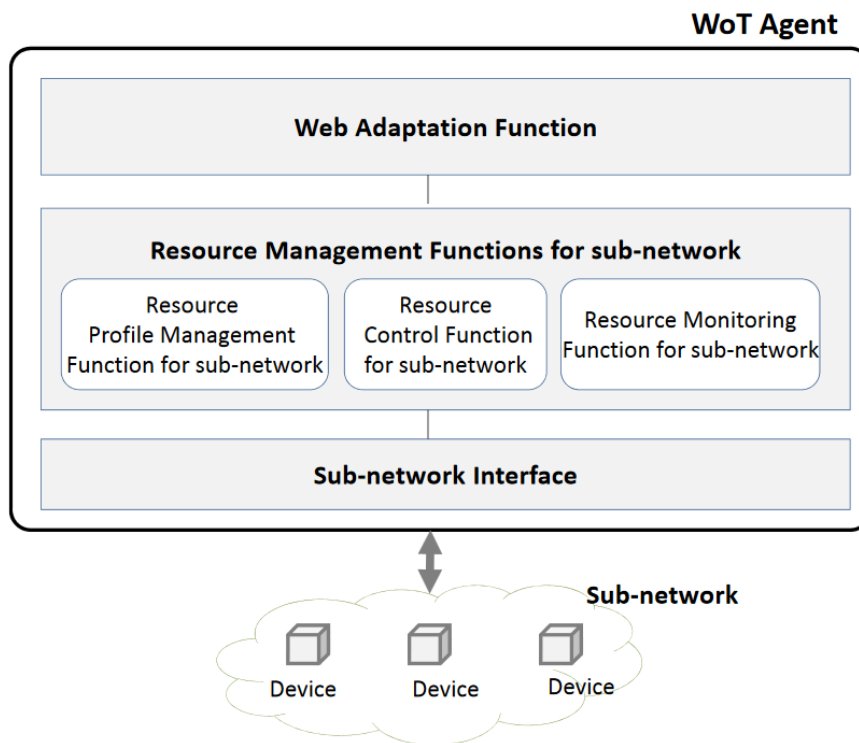 WoT Agent
Web Adaptation Function
Resource Management Functions for sub-network
Resource
Profile Management
Function for sub-network
Resource
Control Function
for sub-network
Resource Monitoring
Function for sub-network
Sub-network Interface
Sub-network
Device
Device
Device